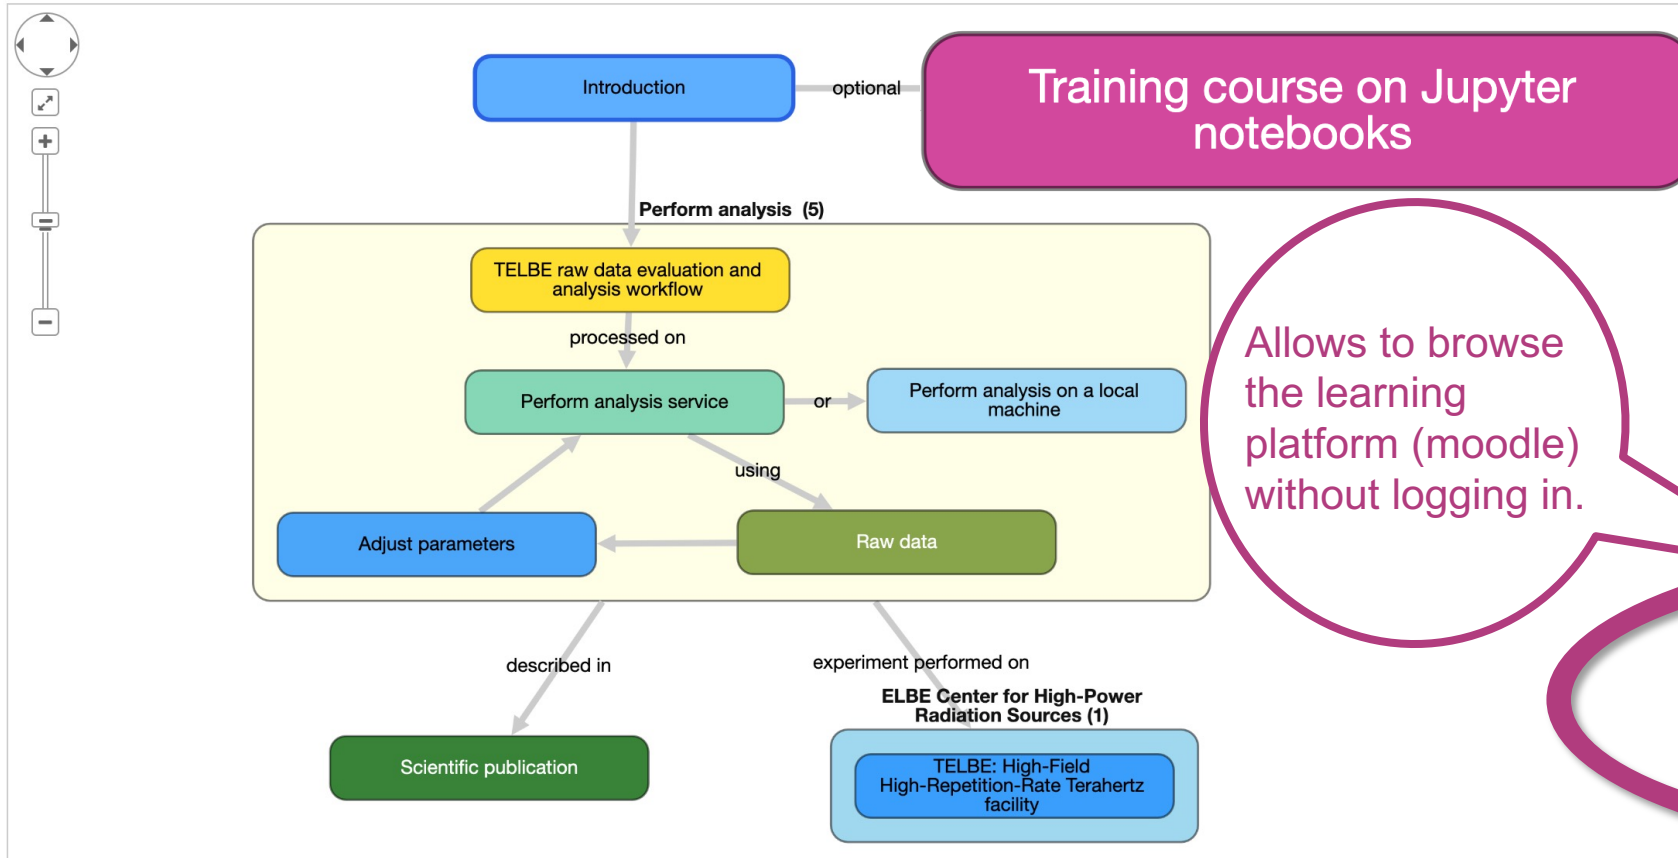 Introduction
optional
Training course on Jupyter
notebooks
Perform analysis (5)
TELBE raw data evaluation and
analysis workflow
processed on
Perform analysis service
or
Perform analysis on a local
machine
using
Adjust parameters
Raw data
Allows to browse
the learning
platform (moodle)
without logging in.
described in
experiment performed on
ELBE Center for High-Power
Radiation Sources (1)
Scientific publication
TELBE: High-Field
High-Repetition-Rate Terahertz
facility